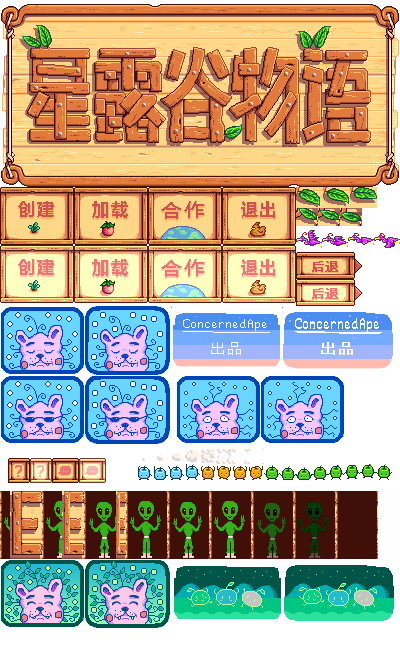 星露谷物语
创建 加载 合作 退出
创建 加载 合作 退出
后退
后退
ConcernedApe ConcernedApe
出品 出品
? ?